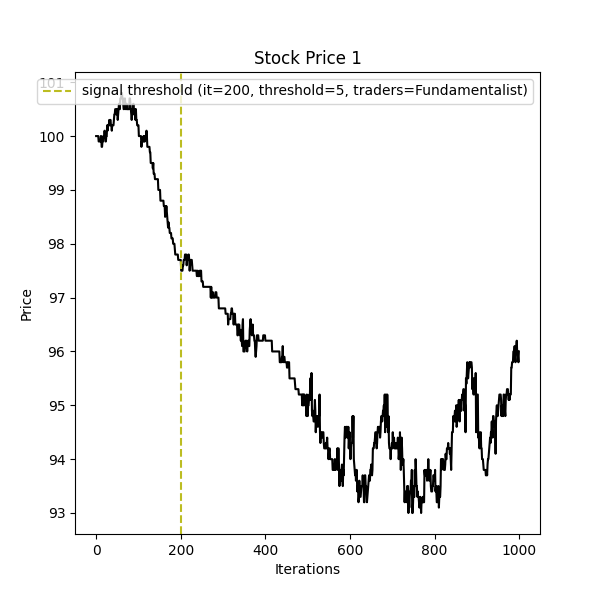 Stock Price 1
101
signal threshold (it=200, threshold=5, traders=Fundamentalist)
100
99
98
97
96
95
94
93
Price
0 200 400 600 800 1000
Iterations